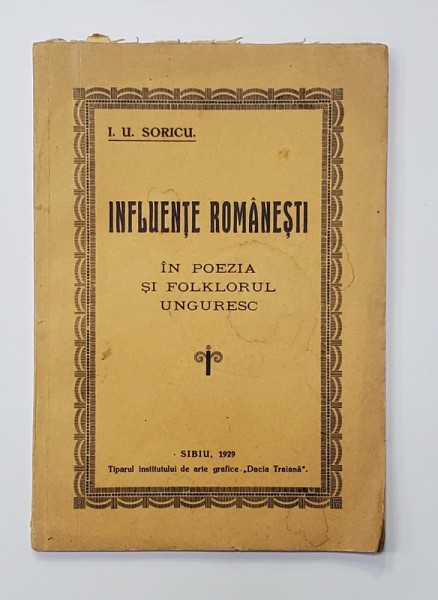 I. U. SORICU.
INFLUENȚE ROMÂNEȘTI
ÎN POEZIA
ȘI FOLKLORUL
UNGURESC
SIBIU, 1929
Tiparul institutului de arte grafice „Dacia Traiană“.